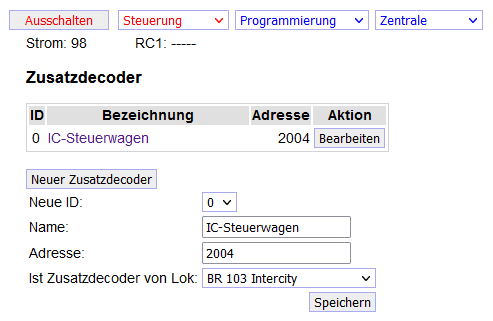 Ausschalten Steuerung Programmierung Zentrale
Strom: 98 RC1: -----
Zusatzdecoder
ID Bezeichnung Adresse Aktion
0 IC-Steuerwagen 2004 Bearbeiten
Neuer Zusatzdecoder
Neue ID: 0
Name: IC-Steuerwagen
Adresse: 2004
Ist Zusatzdecoder von Lok: BR 103 Intercity
Speichern